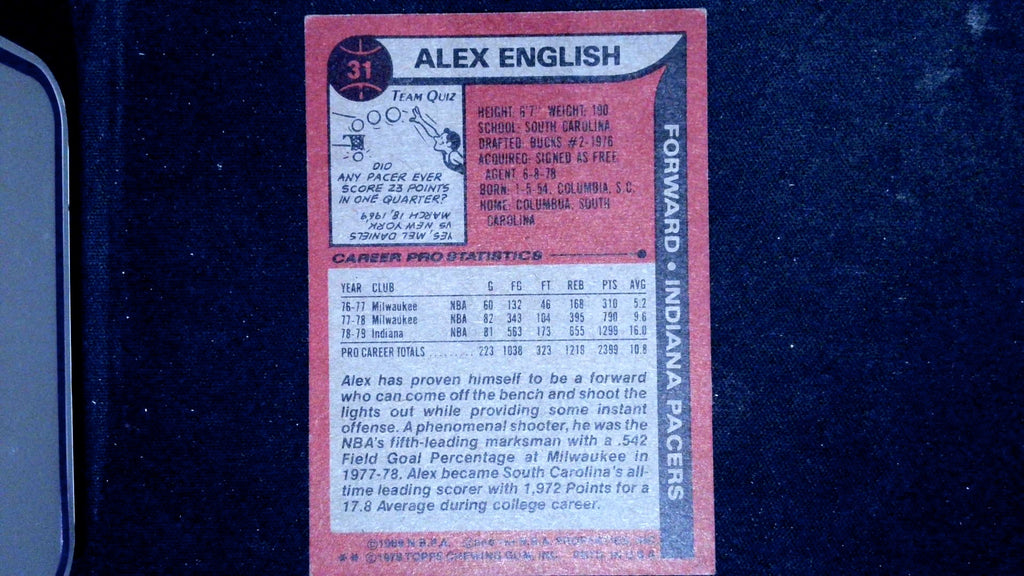 31
ALEX ENGLISH
TEAM QUIZ
DID
ANY PACER EVER
SCORE 23 POINTS
IN ONE QUARTER?
YES, MEL DANIELS
VS NEW YORK
MARCH 18, 1969
HEIGHT: 6'7" WEIGHT: 190
SCHOOL: SOUTH CAROLINA
DRAFTED: BUCKS #2-1976
ACQUIRED: SIGNED AS FREE
AGENT 6-8-78
BORN: 1-5-54, COLUMBIA, S.C.
HOME: COLUMBUA, SOUTH
CAROLINA
FORWARD • INDIANA PACERS
CAREER PRO STATISTICS
YEAR CLUB G FG FT REB PTS AVG
76-77 Milwaukee NBA 60 132 46 168 310 5.2
77-78 Milwaukee NBA 82 343 104 395 790 9.6
78-79 Indiana NBA 81 563 173 655 1299 16.0
PRO CAREER TOTALS ......... 223 1038 323 1218 2399 10.8
Alex has proven himself to be a forward
who can come off the bench and shoot the
lights out while providing some instant
offense. A phenomenal shooter, he was the
NBA's fifth-leading marksman with a .542
Field Goal Percentage at Milwaukee in
1977-78. Alex became South Carolina's all-
time leading scorer with 1,972 Points for a
17.8 Average during college career.
N.B.A.
** © 1979 TOPPS CHEWING GUM, INC. PRTD. IN U.S.A.